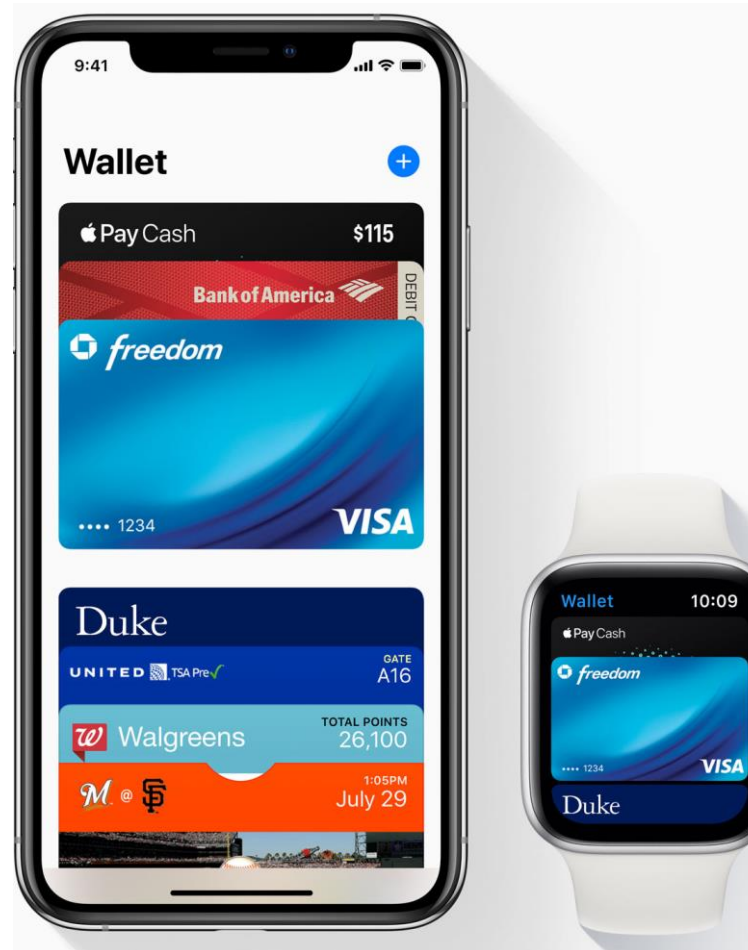 9:41
Wallet
Pay Cash $115
Bank of America DEBIT
freedom
•••• 1234 VISA
Duke
UNITED TSA Pre✓ GATE
A16
Walgreens TOTAL POINTS
26,100
M @ SF 1:05PM
July 29
Wallet 10:09
Pay Cash
freedom
•••• 1234 VISA
Duke